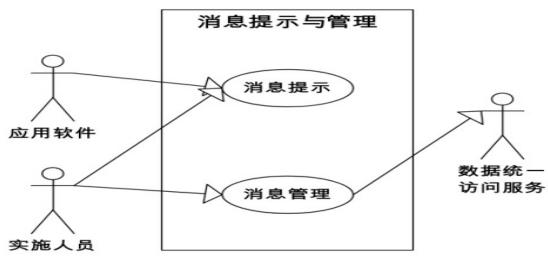 消息提示与管理
消息提示
应用软件
数据统一
访问服务
消息管理
实施人员